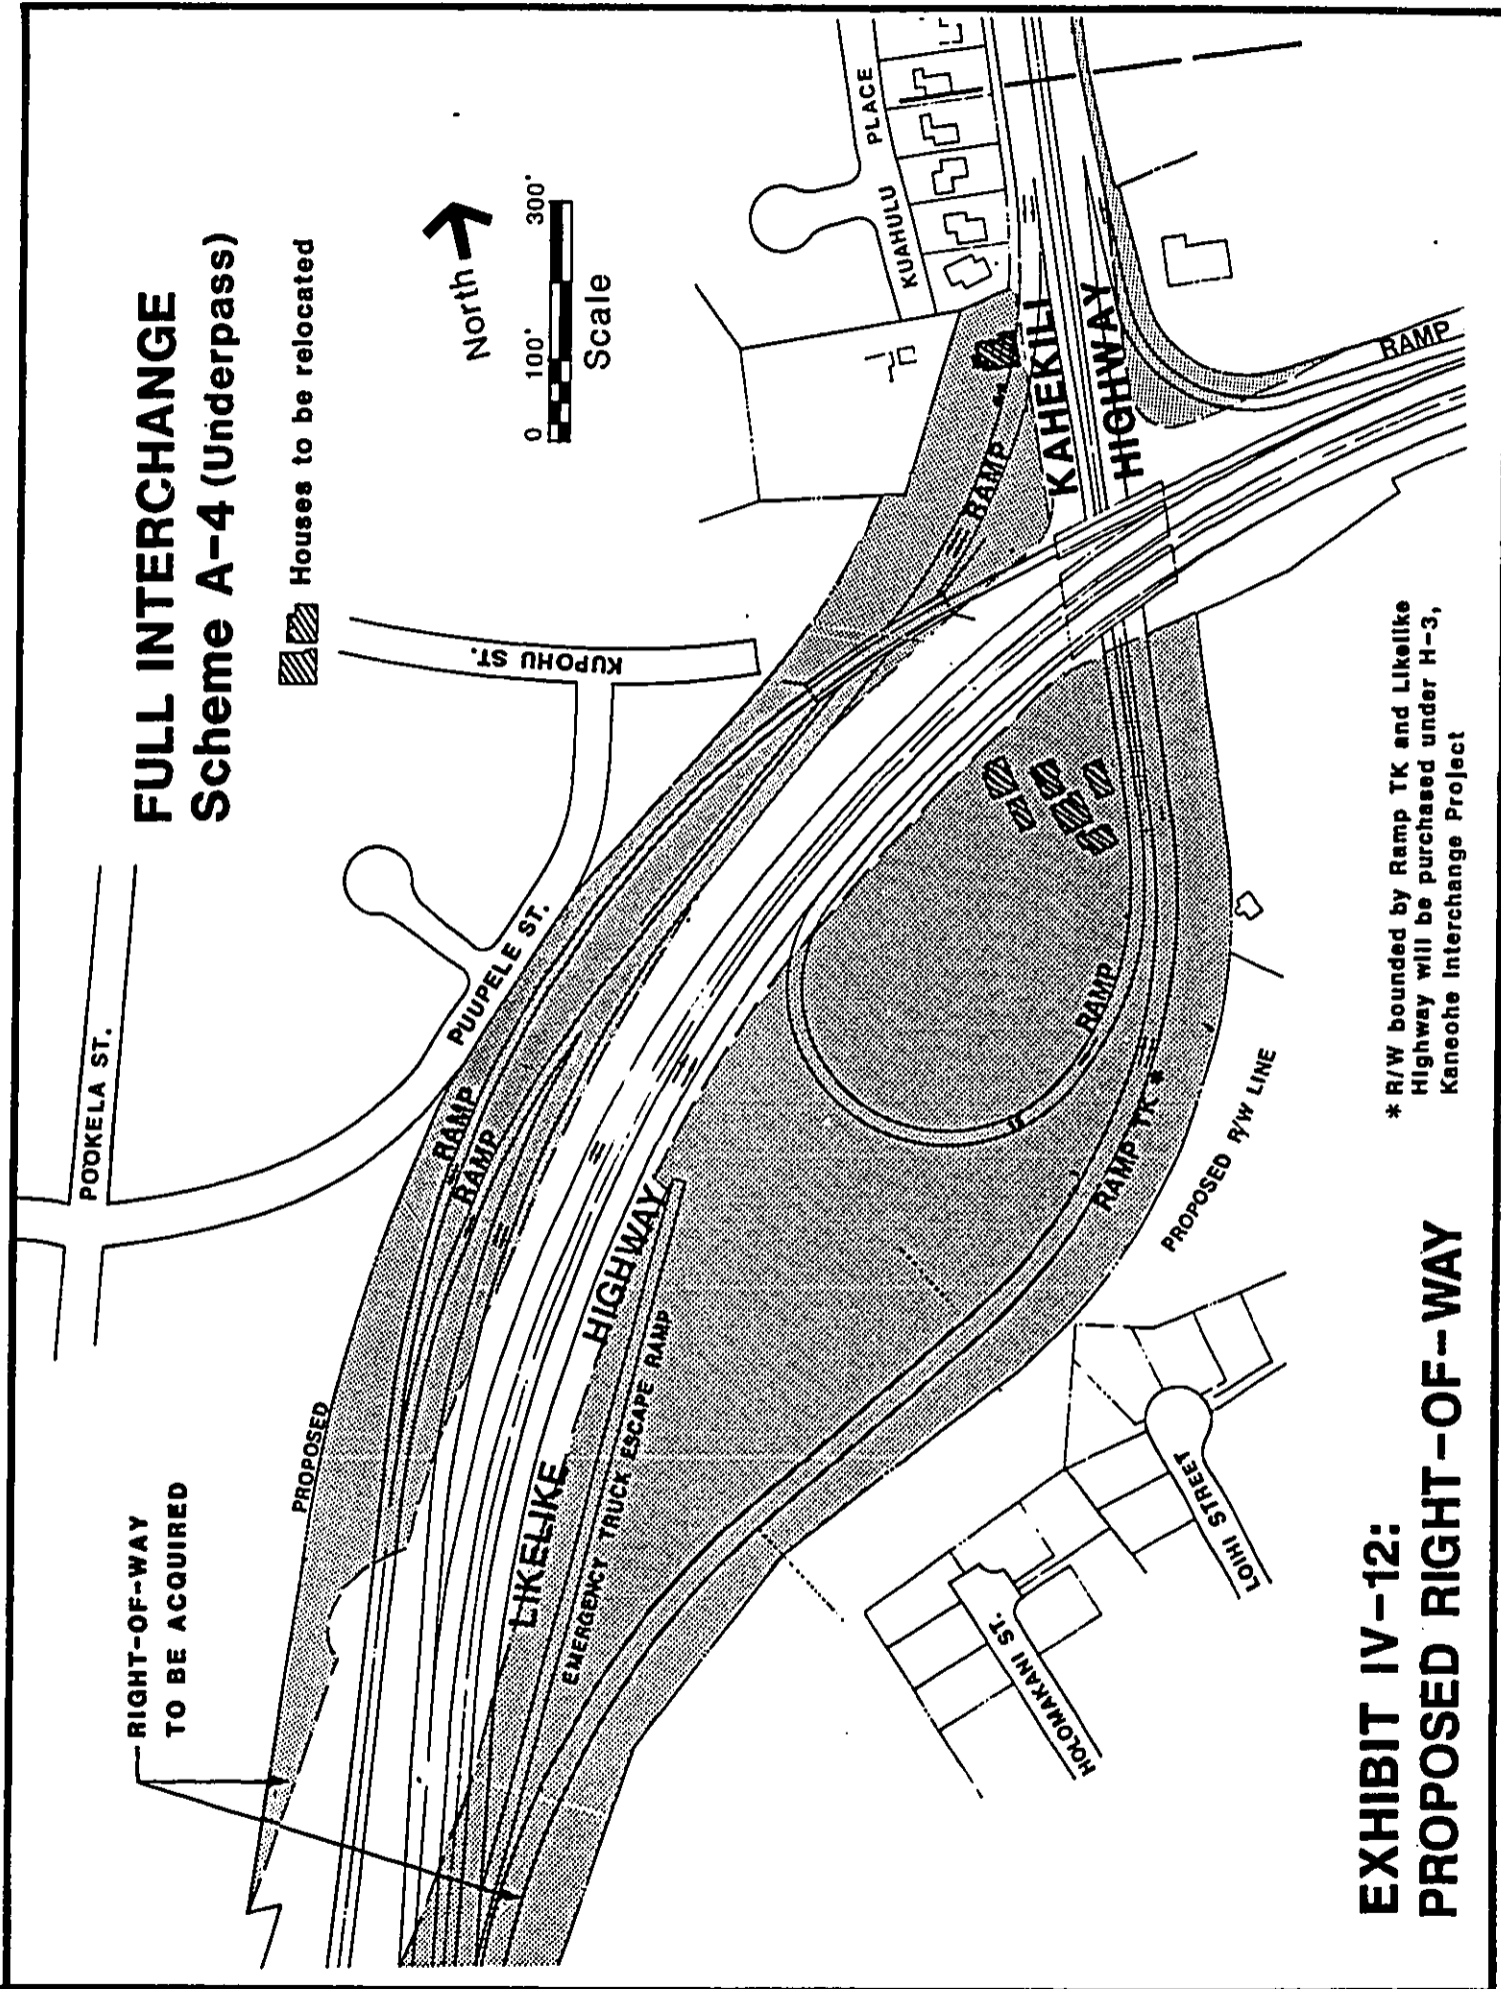 FULL INTERCHANGE
Scheme A-4 (Underpass)
Houses to be relocated
North
0 100' 300'
Scale
RIGHT-OF-WAY
TO BE ACQUIRED
PROPOSED
POOKELA ST.
PUUPELE ST.
KUPOHU ST.
KUAHULU PLACE
RAMP
RAMP
RAMP
LIKELIKE HIGHWAY
EMERGENCY TRUCK ESCAPE RAMP
KAHEKILI
HIGHWAY
RAMP
RAMP
RAMP TK *
PROPOSED R/W LINE
HOLOMAKANI ST.
LOIHI STREET
* R/W bounded by Ramp TK and Likelike
Highway will be purchased under H-3,
Kaneohe Interchange Project
EXHIBIT IV-12:
PROPOSED RIGHT-OF-WAY